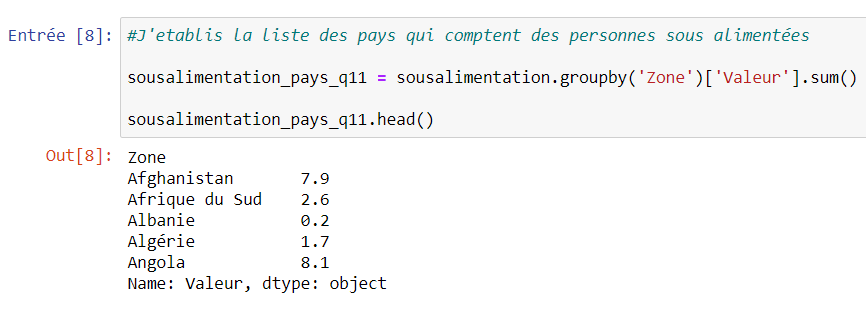 Entrée [8]: #J'etablis la liste des pays qui comptent des personnes sous alimentées
sousalimentation_pays_q11 = sousalimentation.groupby('Zone')['Valeur'].sum()
sousalimentation_pays_q11.head()
Out[8]: Zone
Afghanistan 7.9
Afrique du Sud 2.6
Albanie 0.2
Algérie 1.7
Angola 8.1
Name: Valeur, dtype: object